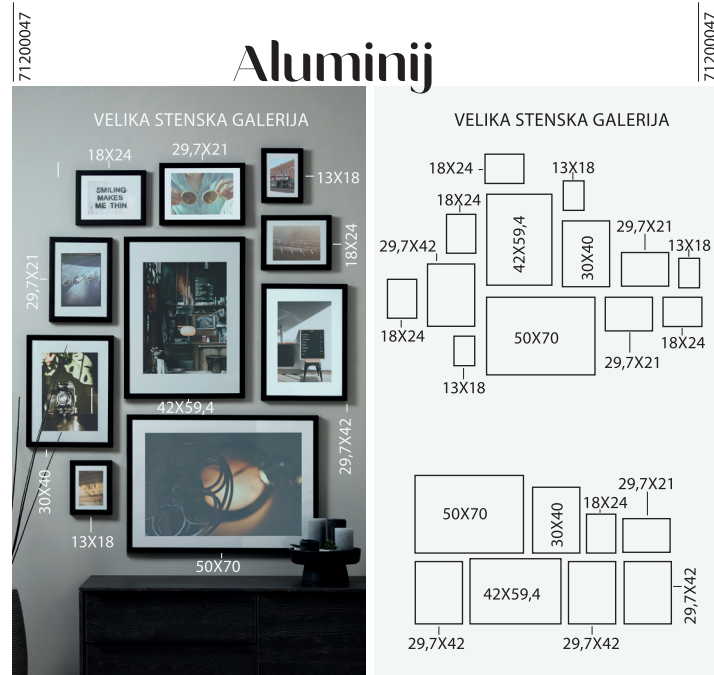 71200047
Aluminij
71200047
VELIKA STENSKA GALERIJA
18X24
29,7X21
13X18
SMILING
MAKES
ME THIN
18X24
29,7X21
42X59,4
29,7X42
30X40
13X18
50X70
VELIKA STENSKA GALERIJA
18X24
13X18
18X24
42X59,4
30X40
29,7X21
13X18
29,7X42
18X24
50X70
29,7X21
18X24
13X18
50X70
30X40
18X24
29,7X21
42X59,4
29,7X42
29,7X42
29,7X42